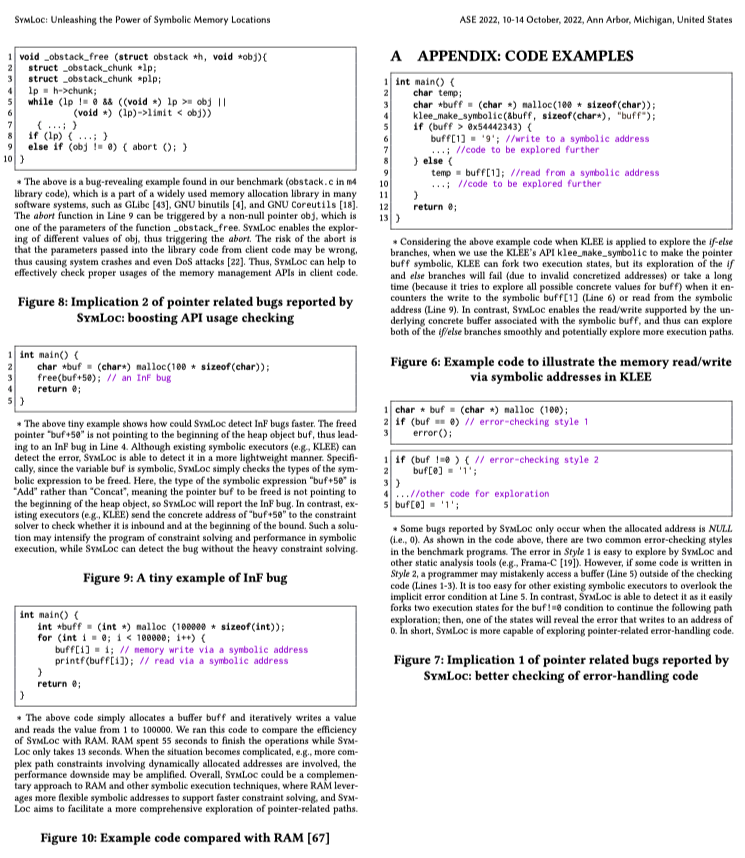 SymLoc: Unleashing the Power of Symbolic Memory Locations
ASE 2022, 10-14 October, 2022, Ann Arbor, Michigan, United States
1 void _obstack_free (struct obstack *h, void *obj){
2 struct _obstack_chunk *lp;
3 struct _obstack_chunk *plp;
4 lp = h->chunk;
5 while (lp != 0 && ((void *) lp >= obj ||
6 (void *) (lp)->limit < obj))
7 { ...; }
8 if (lp) { ...; }
9 else if (obj != 0) { abort (); }
10 }
* The above is a bug-revealing example found in our benchmark (obstack.c in m4
library code), which is a part of a widely used memory allocation library in many
software systems, such as GLibc [43], GNU binutils [4], and GNU Coreutils [18].
The abort function in Line 9 can be triggered by a non-null pointer obj, which is
one of the parameters of the function _obstack_free. SymLoc enables the explor-
ing of different values of obj, thus triggering the abort. The risk of the abort is
that the parameters passed into the library code from client code may be wrong,
thus causing system crashes and even DoS attacks [22]. Thus, SymLoc can help to
effectively check proper usages of the memory management APIs in client code.
Figure 8: Implication 2 of pointer related bugs reported by
SymLoc: boosting API usage checking
1 int main() {
2 char *buf = (char*) malloc(100 * sizeof(char));
3 free(buf+50); // an InF bug
4 return 0;
5 }
* The above tiny example shows how could SymLoc detect InF bugs faster. The freed
pointer "buf+50" is not pointing to the beginning of the heap object buf, thus lead-
ing to an InF bug in Line 4. Although existing symbolic executors (e.g., KLEE) can
detect the error, SymLoc is able to detect it in a more lightweight manner. Specifi-
cally, since the variable buf is symbolic, SymLoc simply checks the types of the sym-
bolic expression to be freed. Here, the type of the symbolic expression "buf+50" is
"Add" rather than "Concat", meaning the pointer buf to be freed is not pointing to
the beginning of the heap object, so SymLoc will report the InF bug. In contrast, ex-
isting executors (e.g., KLEE) send the concrete address of "buf+50" to the constraint
solver to check whether it is inbound and at the beginning of the bound. Such a solu-
tion may intensify the program of constraint solving and performance in symbolic
execution, while SymLoc can detect the bug without the heavy constraint solving.
Figure 9: A tiny example of InF bug
int main() {
int *buff = (int *) malloc (100000 * sizeof(int));
for (int i = 0; i < 100000; i++) {
buff[i] = i; // memory write via a symbolic address
printf(buff[i]); // read via a symbolic address
}
return 0;
}
* The above code simply allocates a buffer buff and iteratively writes a value
and reads the value from 1 to 100000. We ran this code to compare the efficiency
of SymLoc with RAM. RAM spent 55 seconds to finish the operations while Sym-
Loc only takes 13 seconds. When the situation becomes complicated, e.g., more com-
plex path constraints involving dynamically allocated addresses are involved, the
performance downside may be amplified. Overall, SymLoc could be a complemen-
tary approach to RAM and other symbolic execution techniques, where RAM lever-
ages more flexible symbolic addresses to support faster constraint solving, and Sym-
Loc aims to facilitate a more comprehensive exploration of pointer-related paths.
Figure 10: Example code compared with RAM [67]
A APPENDIX: CODE EXAMPLES
1 int main() {
2 char temp;
3 char *buff = (char *) malloc(100 * sizeof(char));
4 klee_make_symbolic(&buff, sizeof(char*), "buff");
5 if (buff > 0x54442343) {
6 buff[1] = '9'; //write to a symbolic address
7 ...; //code to be explored further
8 } else {
9 temp = buff[1]; //read from a symbolic address
10 ...; //code to be explored further
11 }
12 return 0;
13 }
* Considering the above example code when KLEE is applied to explore the if-else
branches, when we use the KLEE's API klee_make_symbolic to make the pointer
buff symbolic, KLEE can fork two execution states, but its exploration of the if
and else branches will fail (due to invalid concretized addresses) or take a long
time (because it tries to explore all possible concrete values for buff) when it en-
counters the write to the symbolic buff[1] (Line 6) or read from the symbolic
address (Line 9). In contrast, SymLoc enables the read/write supported by the un-
derlying concrete buffer associated with the symbolic buff, and thus can explore
both of the if/else branches smoothly and potentially explore more execution paths.
Figure 6: Example code to illustrate the memory read/write
via symbolic addresses in KLEE
1 char * buf = (char *) malloc (100);
2 if (buf == 0) // error-checking style 1
3 error();
1 if (buf !=0 ) { // error-checking style 2
2 buf[0] = '1';
3 }
4 ...//other code for exploration
5 buf[0] = '1';
* Some bugs reported by SymLoc only occur when the allocated address is NULL
(i.e., 0). As shown in the code above, there are two common error-checking styles
in the benchmark programs. The error in Style 1 is easy to explore by SymLoc and
other static analysis tools (e.g., Frama-C [19]). However, if some code is written in
Style 2, a programmer may mistakenly access a buffer (Line 5) outside of the checking
code (Lines 1-3). It is too easy for other existing executors to overlook the
implicit error condition at Line 5. In contrast, SymLoc is able to detect it as it easily
forks two execution states for the buf!=0 condition to continue the following path
exploration; then, one of the states will reveal the error that writes to an address of
0. In short, SymLoc is more capable of exploring pointer-related error-handling code.
Figure 7: Implication 1 of pointer related bugs reported by
SymLoc: better checking of error-handling code